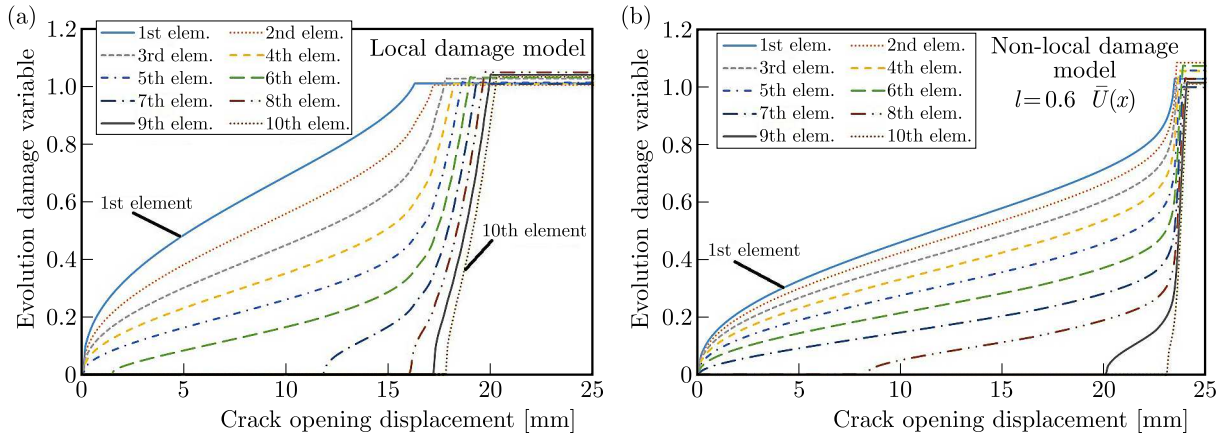 (a)
1.2
1.0
0.8
0.6
0.4
0.2
0
Evolution damage variable
1st elem. 2nd elem.
3rd elem. 4th elem.
5th elem. 6th elem.
7th elem. 8th elem.
9th elem. 10th elem.
Local damage model
1st element
10th element
0 5 10 15 20 25
Crack opening displacement [mm]
(b)
1.2
1.0
0.8
0.6
0.4
0.2
0
Evolution damage variable
1st elem. 2nd elem.
3rd elem. 4th elem.
5th elem. 6th elem.
7th elem. 8th elem.
9th elem. 10th elem.
Non-local damage
model
l=0.6 Ū(x)
1st element
0 5 10 15 20 25
Crack opening displacement [mm]